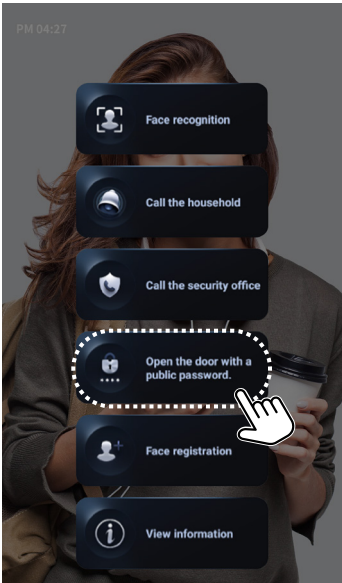 PM 04:27
Face recognition
Call the household
Call the security office
Open the door with a
public password.
Face registration
View information